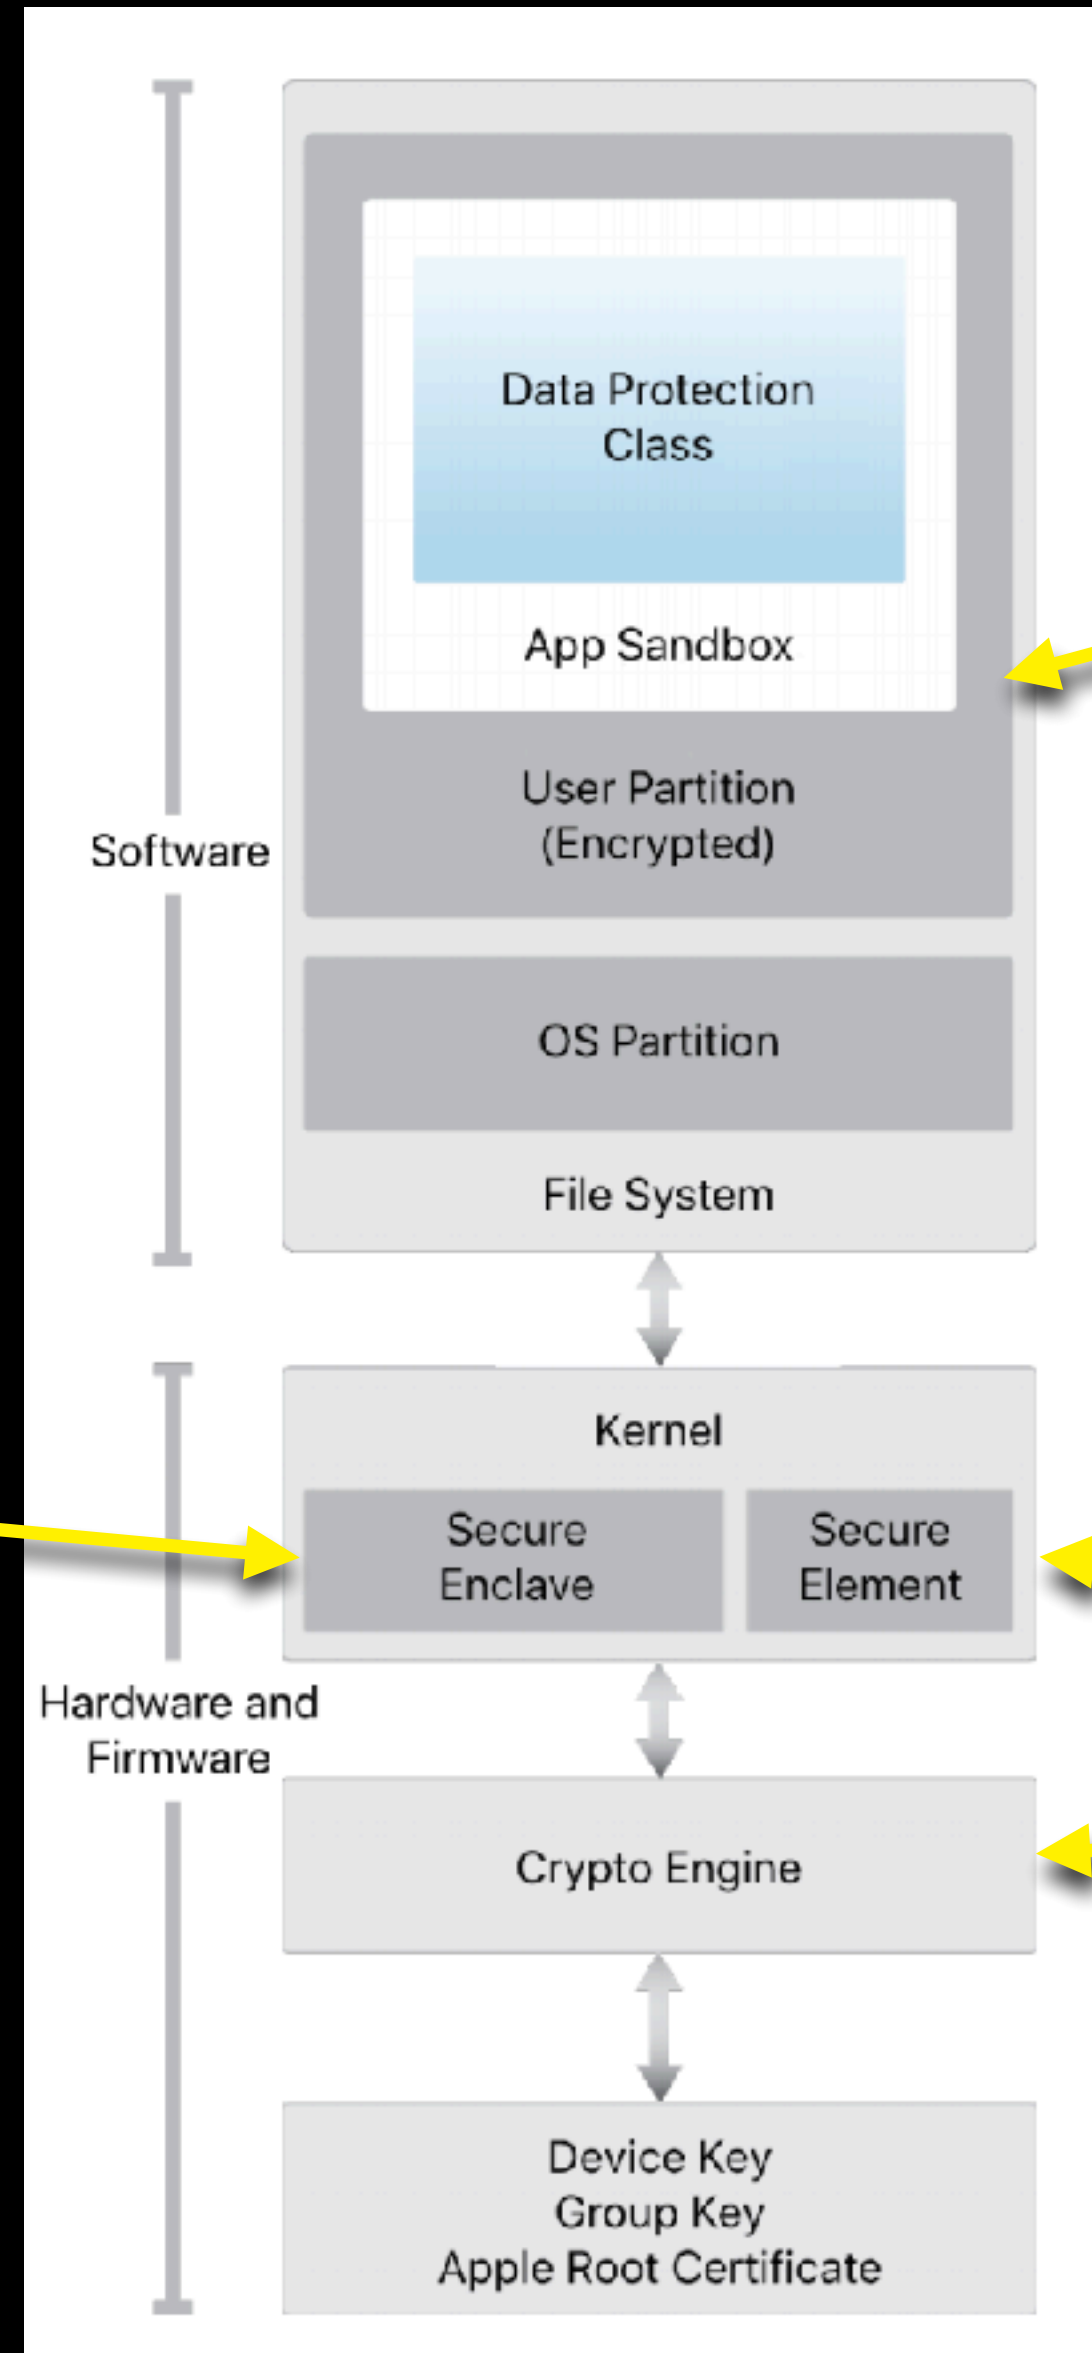 Data Protection
Class
App Sandbox
User Partition
(Encrypted)
Software
OS Partition
File System
Kernel
Secure
Enclave
Secure
Element
Hardware and
Firmware
Crypto Engine
Device Key
Group Key
Apple Root Certificate